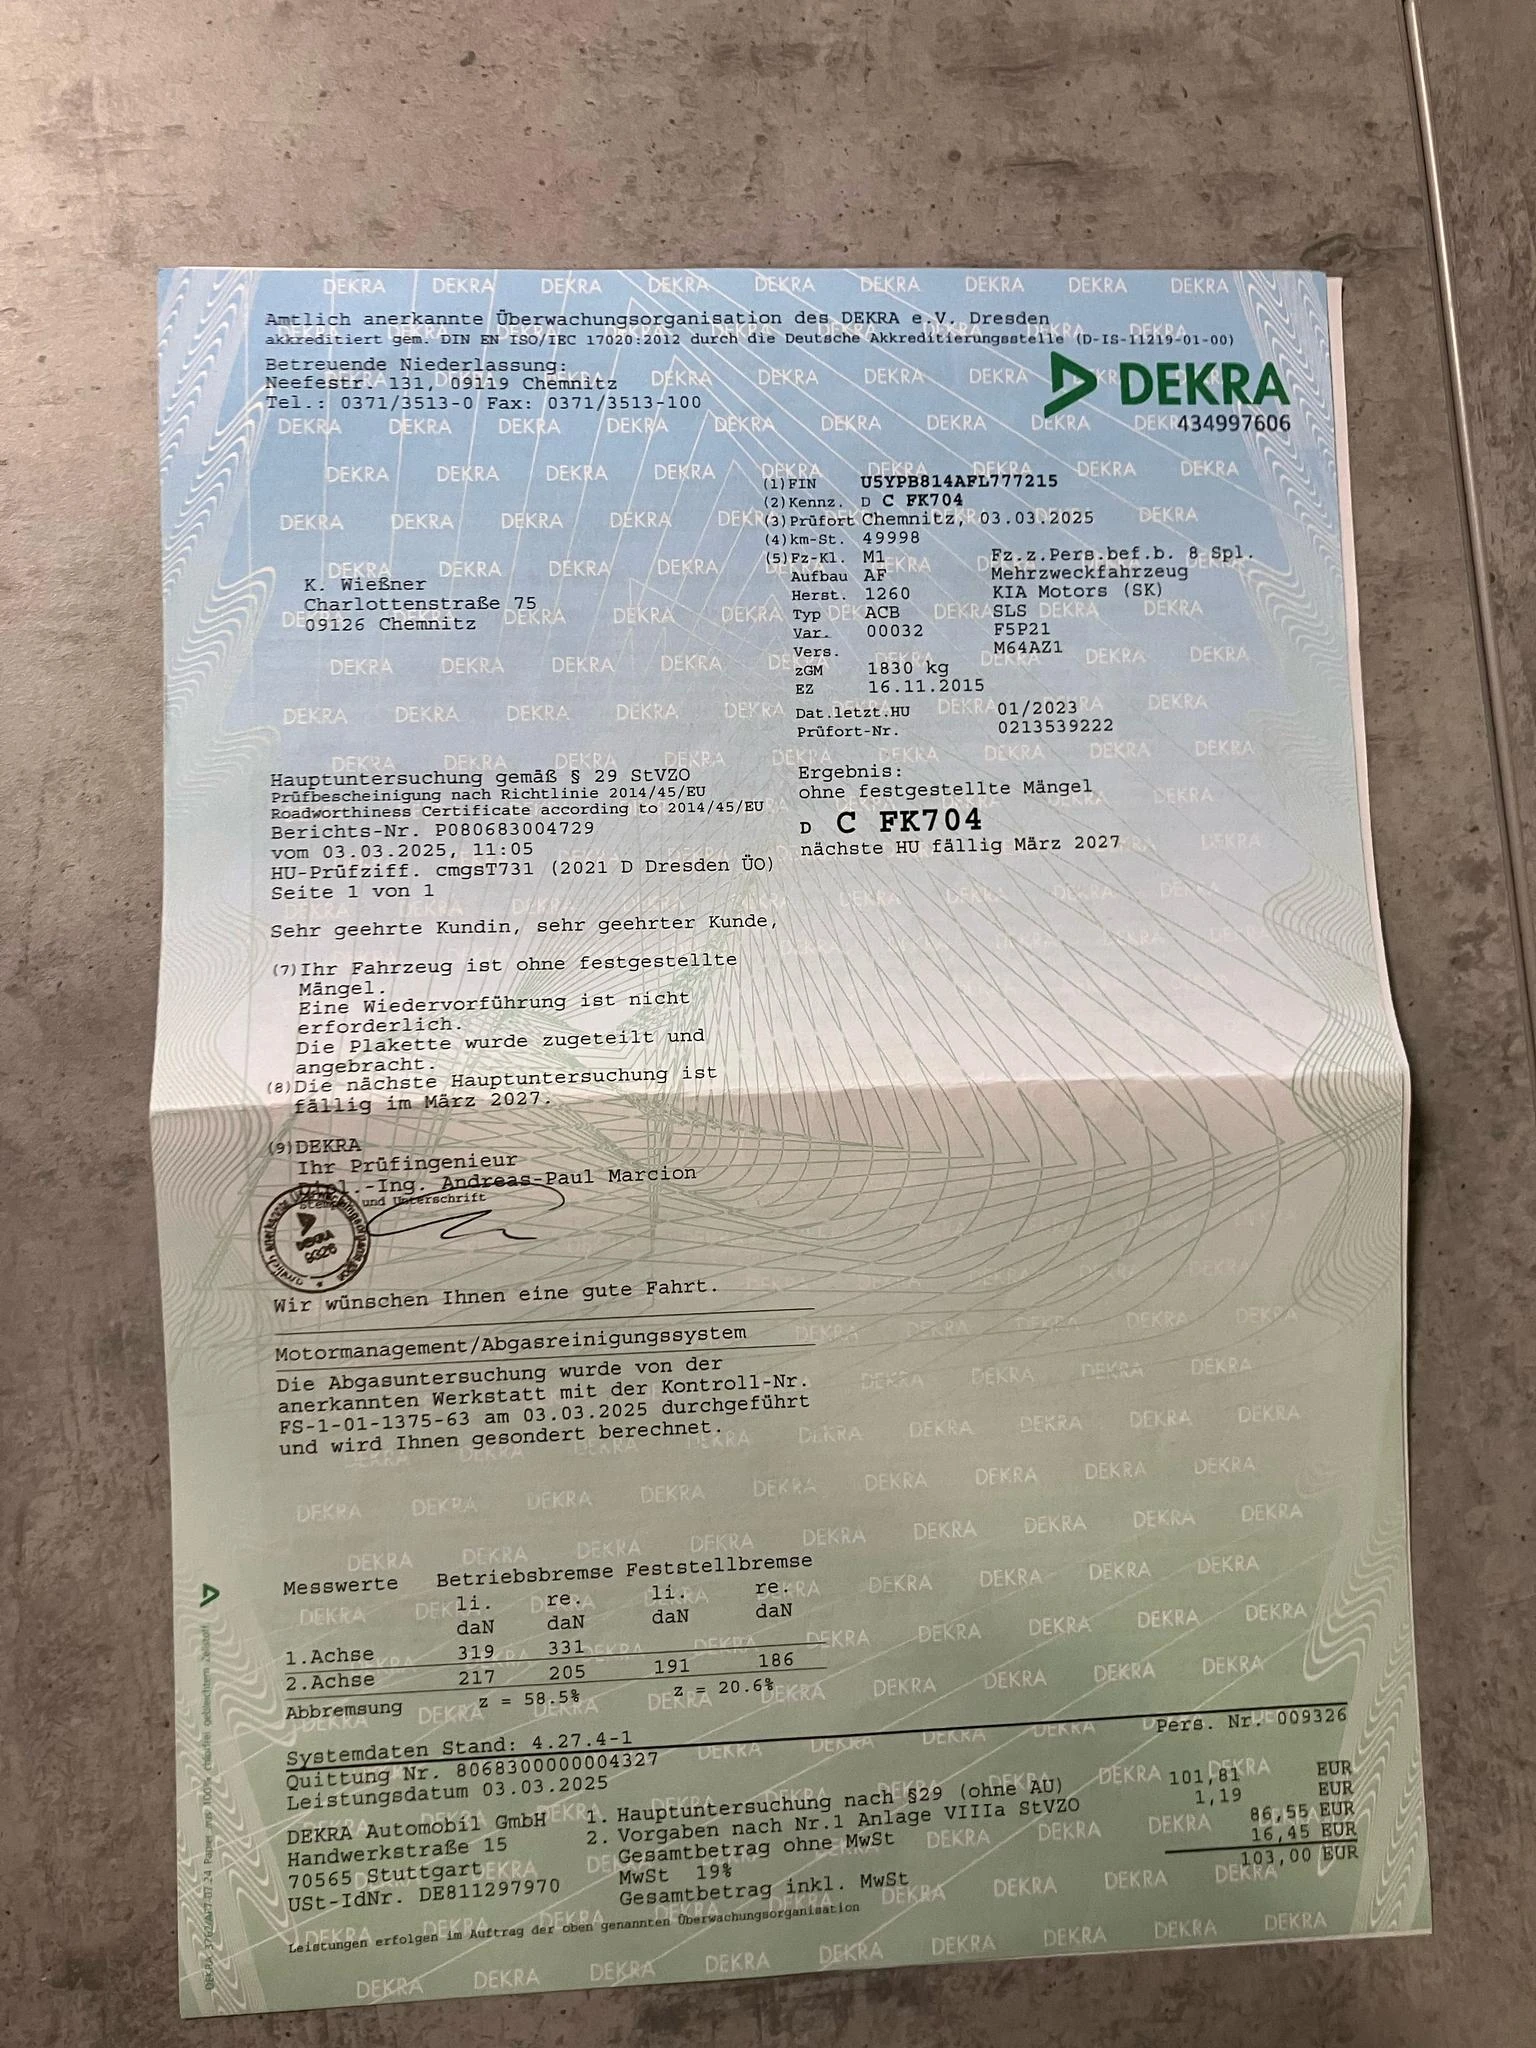 Amtlich anerkannte Überwachungsorganisation des DEKRA e.V. Dresden
akkreditiert gem. DIN EN ISO/IEC 17020:2012 durch die Deutsche Akkreditierungsstelle (D-IS-11219-01-00)
Betreuende Niederlassung:
Neefestr. 131, 09119 Chemnitz
Tel.: 0371/3513-0 Fax: 0371/3513-100
DEKRA
434997606
(1)FIN U5YPB814AFL777215
(2)Kennz. D C FK704
(3)Prüfort Chemnitz, 03.03.2025
(4)km-St. 49998
(5)Fz-Kl. M1 Fz.z.Pers.bef.b. 8 Spl.
Aufbau AF Mehrzweckfahrzeug
Herst. 1260 KIA Motors (SK)
Typ ACB SLS
Var. 00032 F5P21
Vers. M64AZ1
zGM 1830 kg
EZ 16.11.2015
Dat.letzt.HU 01/2023
Prüfort-Nr. 0213539222
K. Wießner
Charlottenstraße 75
09126 Chemnitz
Hauptuntersuchung gemäß § 29 StVZO
Prüfbescheinigung nach Richtlinie 2014/45/EU
Roadworthiness Certificate according to 2014/45/EU
Berichts-Nr. P080683004729
vom 03.03.2025, 11:05
HU-Prüfziff. cmgsT731 (2021 D Dresden ÜO)
Seite 1 von 1
Ergebnis:
ohne festgestellte Mängel
D C FK704
nächste HU fällig März 2027
Sehr geehrte Kundin, sehr geehrter Kunde,
(7)Ihr Fahrzeug ist ohne festgestellte
Mängel.
Eine Wiedervorführung ist nicht
erforderlich.
Die Plakette wurde zugeteilt und
angebracht.
(8)Die nächste Hauptuntersuchung ist
fällig im März 2027.
(9)DEKRA
Ihr Prüfingenieur
Dipl.-Ing. Andreas-Paul Marcion
Stempel und Unterschrift
DEKRA
9326
Wir wünschen Ihnen eine gute Fahrt.
Motormanagement/Abgasreinigungssystem
Die Abgasuntersuchung wurde von der
anerkannten Werkstatt mit der Kontroll-Nr.
FS-1-01-1375-63 am 03.03.2025 durchgeführt
und wird Ihnen gesondert berechnet.
Messwerte Betriebsbremse Feststellbremse
li. re. li. re.
daN daN daN daN
1.Achse 319 331
2.Achse 217 205 191 186
Abbremsung z = 58.5% z = 20.6%
Systemdaten Stand: 4.27.4-1 Pers. Nr. 009326
Quittung Nr. 8068300000004327
Leistungsdatum 03.03.2025
DEKRA Automobil GmbH
Handwerkstraße 15
70565 Stuttgart
USt-IdNr. DE811297970
1. Hauptuntersuchung nach §29 (ohne AU) 101,81 EUR
2. Vorgaben nach Nr.1 Anlage VIIIa StVZO 1,19 EUR
Gesamtbetrag ohne MwSt 86,55 EUR
MwSt 19% 16,45 EUR
Gesamtbetrag inkl. MwSt 103,00 EUR
Leistungen erfolgen im Auftrag der oben genannten Überwachungsorganisation